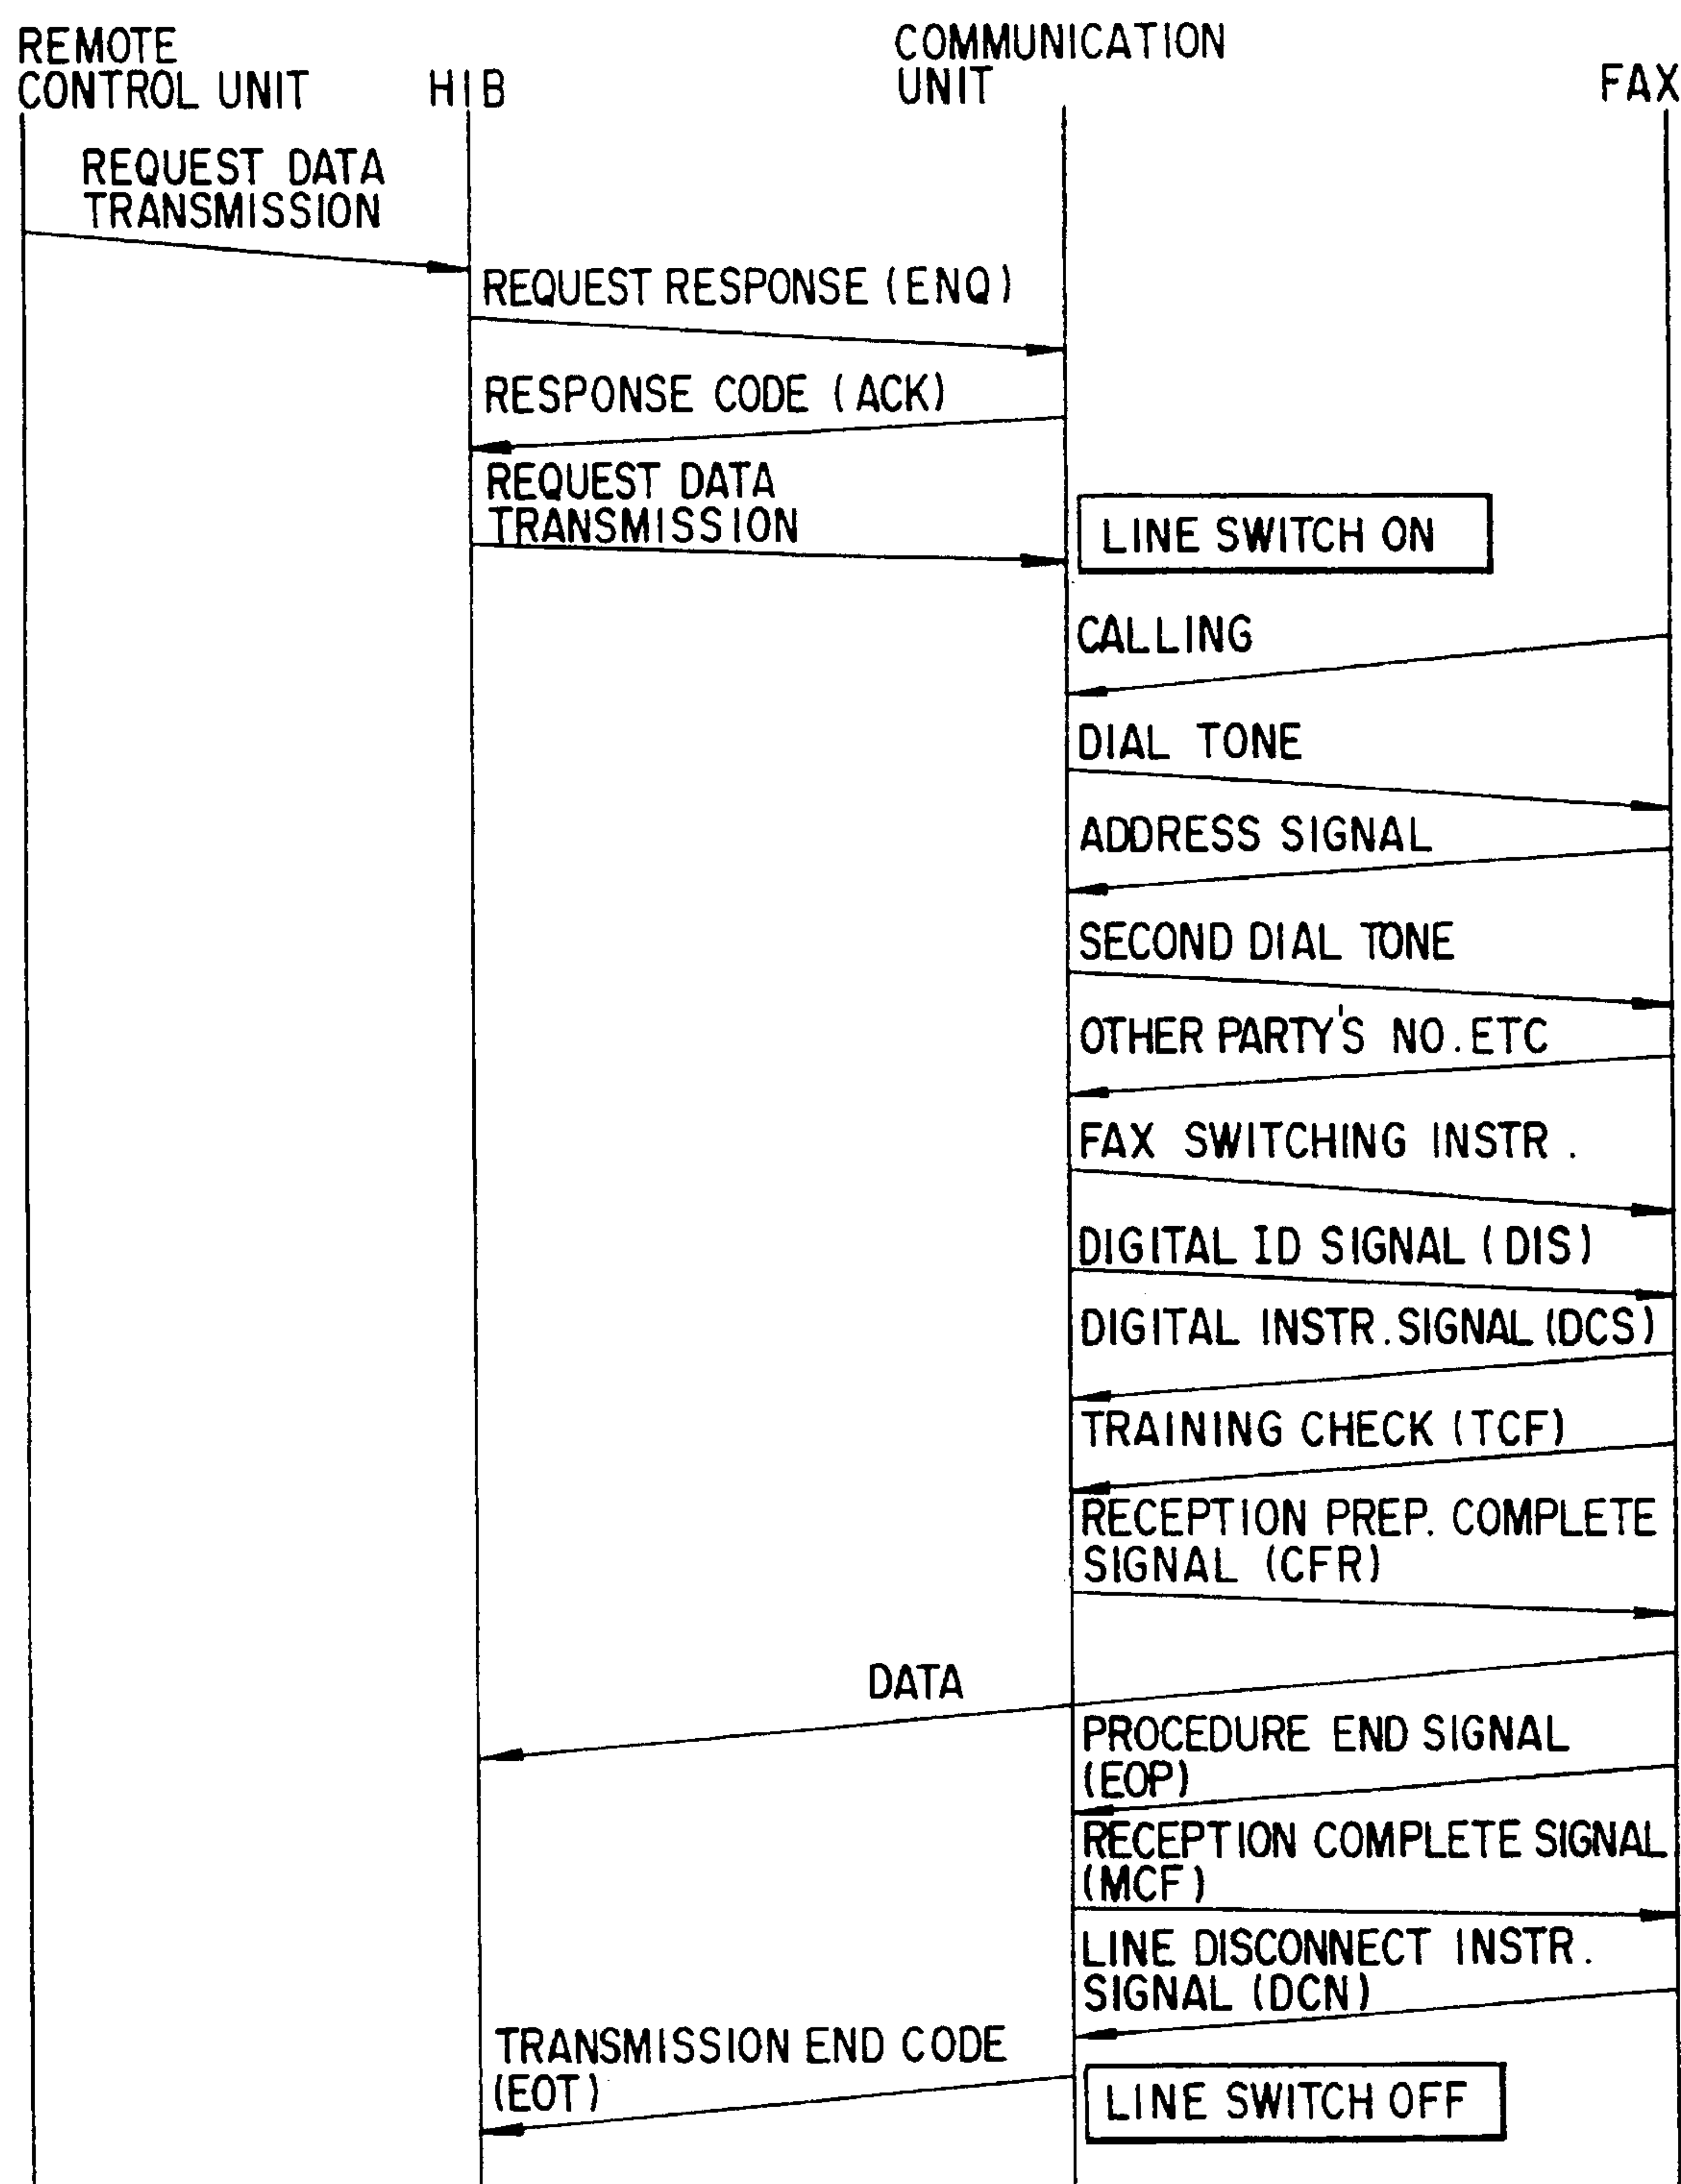 REMOTE
CONTROL UNIT
HIB
COMMUNICATION
UNIT
FAX
REQUEST DATA
TRANSMISSION
REQUEST RESPONSE (ENQ)
RESPONSE CODE (ACK)
REQUEST DATA
TRANSMISSION
LINE SWITCH ON
CALLING
DIAL TONE
ADDRESS SIGNAL
SECOND DIAL TONE
OTHER PARTY'S NO. ETC
FAX SWITCHING INSTR.
DIGITAL ID SIGNAL (DIS)
DIGITAL INSTR. SIGNAL (DCS)
TRAINING CHECK (TCF)
RECEPTION PREP. COMPLETE
SIGNAL (CFR)
DATA
PROCEDURE END SIGNAL
(EOP)
RECEPTION COMPLETE SIGNAL
(MCF)
LINE DISCONNECT INSTR.
SIGNAL (DCN)
TRANSMISSION END CODE
(EOT)
LINE SWITCH OFF